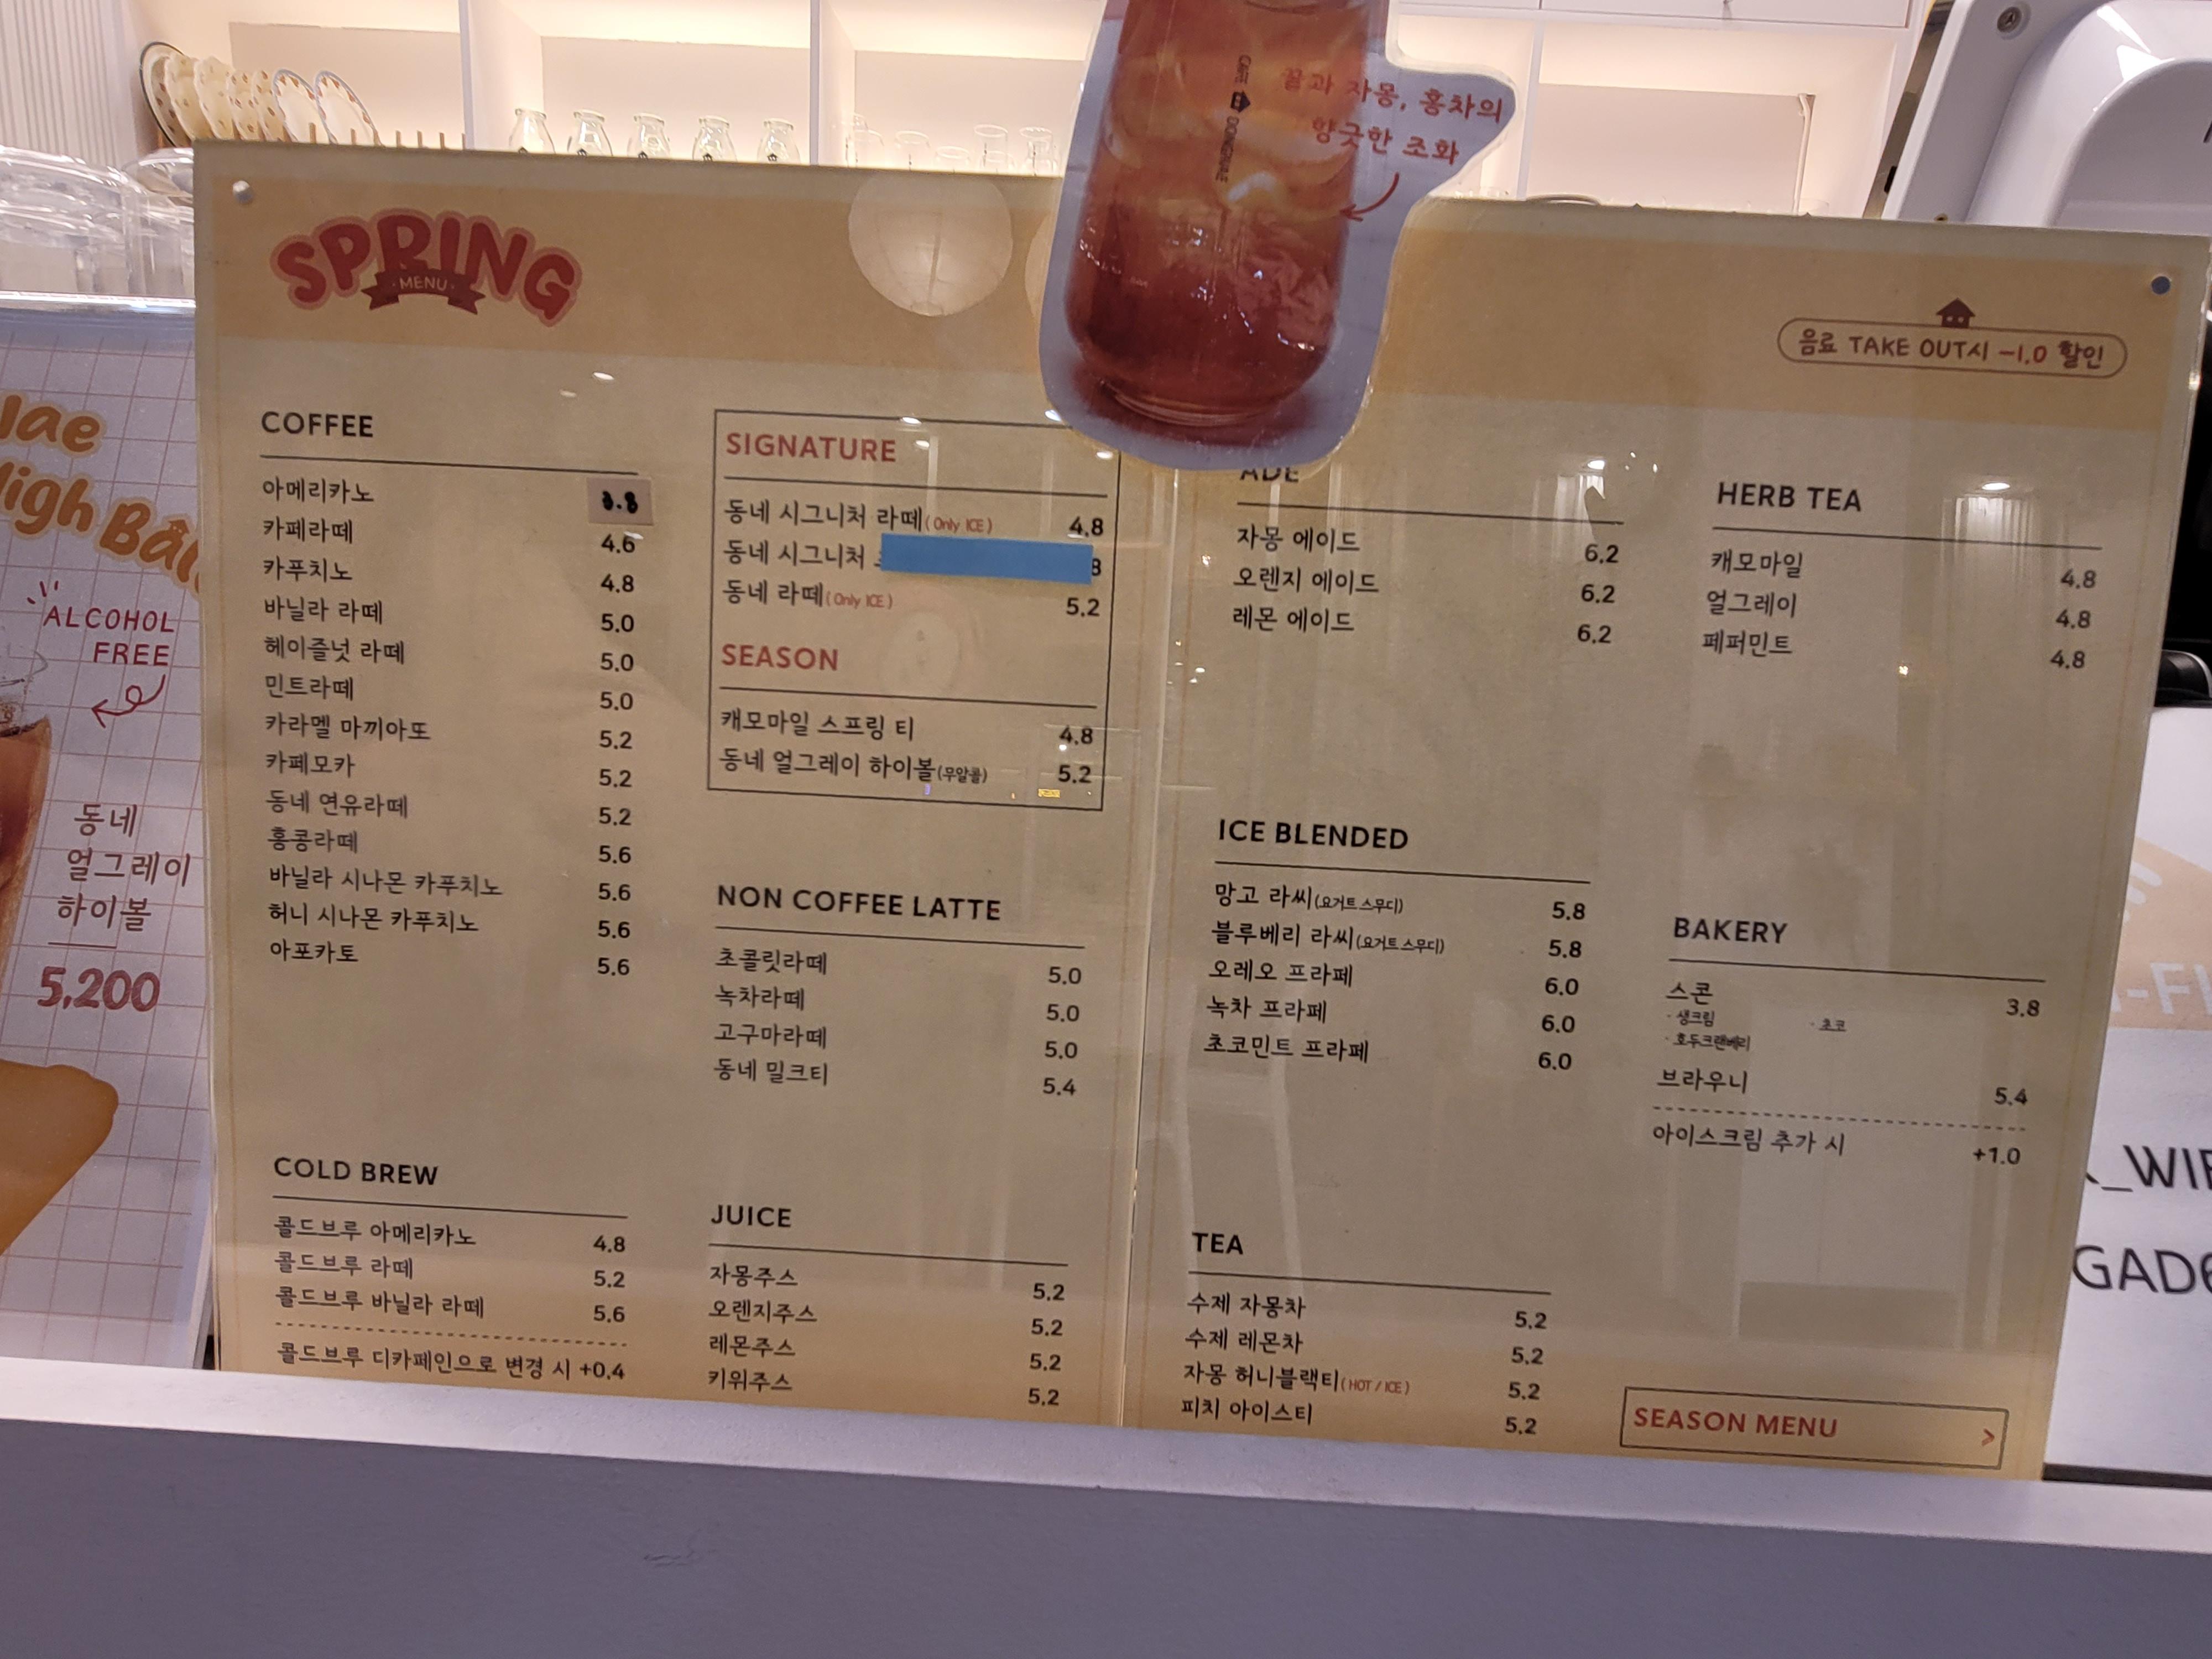 꿀과 자몽, 홍차의
향긋한 조화
CAFE DONGNAE
SPRING
MENU
음료 TAKE OUT시 -1.0 할인
COFFEE
아메리카노 3.8
카페라떼 4.6
카푸치노 4.8
바닐라 라떼 5.0
헤이즐넛 라떼 5.0
민트라떼 5.0
카라멜 마끼아또 5.2
카페모카 5.2
동네 연유라떼 5.2
홍콩라떼 5.6
바닐라 시나몬 카푸치노 5.6
허니 시나몬 카푸치노 5.6
아포카토 5.6
COLD BREW
콜드브루 아메리카노 4.8
콜드브루 라떼 5.2
콜드브루 바닐라 라떼 5.6
콜드브루 디카페인으로 변경 시 +0.4
SIGNATURE
동네 시그니처 라떼(Only ICE) 4.8
동네 시그니처
동네 라떼(Only ICE) 5.2
SEASON
캐모마일 스프링 티 4.8
동네 얼그레이 하이볼(무알콜) 5.2
NON COFFEE LATTE
초콜릿라떼 5.0
녹차라떼 5.0
고구마라떼 5.0
동네 밀크티 5.4
JUICE
자몽주스 5.2
오렌지주스 5.2
레몬주스 5.2
키위주스 5.2
ADE
자몽 에이드 6.2
오렌지 에이드 6.2
레몬 에이드 6.2
ICE BLENDED
망고 라씨(요거트 스무디) 5.8
블루베리 라씨(요거트 스무디) 5.8
오레오 프라페 6.0
녹차 프라페 6.0
초코민트 프라페 6.0
TEA
수제 자몽차 5.2
수제 레몬차 5.2
자몽 허니블랙티(HOT / ICE) 5.2
피치 아이스티 5.2
HERB TEA
캐모마일 4.8
얼그레이 4.8
페퍼민트 4.8
BAKERY
스콘 3.8
· 생크림 · 초코
· 호두크랜베리
브라우니 5.4
아이스크림 추가 시 +1.0
SEASON MENU >
High Ball
ALCOHOL
FREE
동네
얼그레이
하이볼
5,200